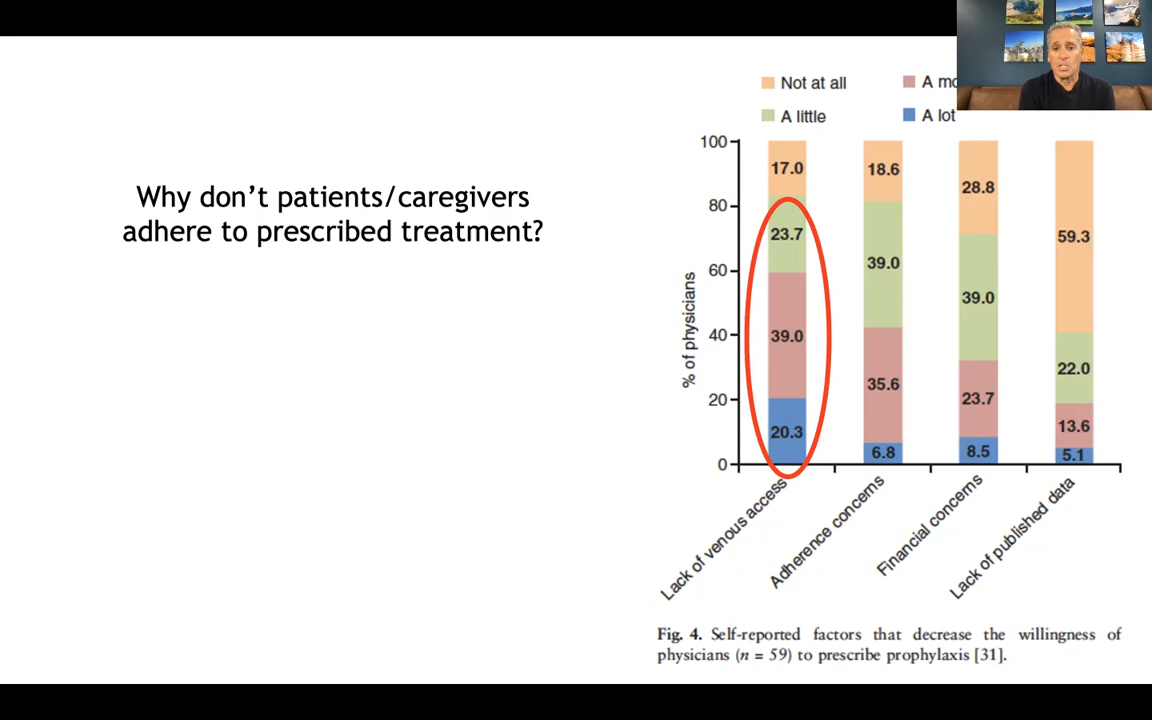 Why don't patients/caregivers
adhere to prescribed treatment?
Not at all
A little
A lot
% of physicians
100
80
60
40
20
0
17.0
23.7
39.0
20.3
18.6
39.0
35.6
6.8
28.8
39.0
23.7
8.5
59.3
22.0
13.6
5.1
Lack of venous access
Adherence concerns
Financial concerns
Lack of published data
Fig. 4. Self-reported factors that decrease the willingness of
physicians (n = 59) to prescribe prophylaxis [31].